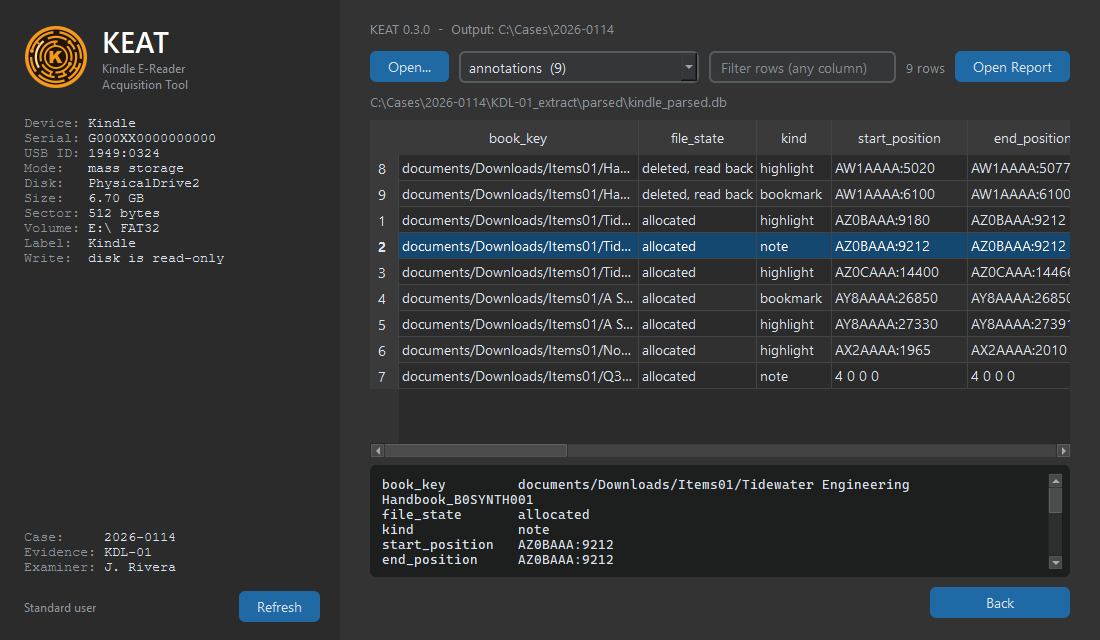 KEAT
Kindle E-Reader
Acquisition Tool
Device: Kindle
Serial: G000XX0000000000
USB ID: 1949:0324
Mode: mass storage
Disk: PhysicalDrive2
Size: 6.70 GB
Sector: 512 bytes
Volume: E:\ FAT32
Label: Kindle
Write: disk is read-only
Case: 2026-0114
Evidence: KDL-01
Examiner: J. Rivera
Standard user
Refresh
KEAT 0.3.0 - Output: C:\Cases\2026-0114
Open... annotations (9) Filter rows (any column) 9 rows Open Report
C:\Cases\2026-0114\KDL-01_extract\parsed\kindle_parsed.db
book_key file_state kind start_position end_position
8 documents/Downloads/Items01/Ha... deleted, read back highlight AW1AAAA:5020 AW1AAAA:5077
9 documents/Downloads/Items01/Ha... deleted, read back bookmark AW1AAAA:6100 AW1AAAA:6100
1 documents/Downloads/Items01/Tid... allocated highlight AZ0BAAA:9180 AZ0BAAA:9212
2 documents/Downloads/Items01/Tid... allocated note AZ0BAAA:9212 AZ0BAAA:9212
3 documents/Downloads/Items01/Tid... allocated highlight AZ0CAAA:14400 AZ0CAAA:14466
4 documents/Downloads/Items01/A S... allocated bookmark AY8AAAA:26850 AY8AAAA:26850
5 documents/Downloads/Items01/A S... allocated highlight AY8AAAA:27330 AY8AAAA:27391
6 documents/Downloads/Items01/No... allocated highlight AX2AAAA:1965 AX2AAAA:2010
7 documents/Downloads/Items01/Q3... allocated note 4 0 0 0 4 0 0 0
book_key documents/Downloads/Items01/Tidewater Engineering
Handbook_B0SYNTH001
file_state allocated
kind note
start_position AZ0BAAA:9212
end_position AZ0BAAA:9212
Back